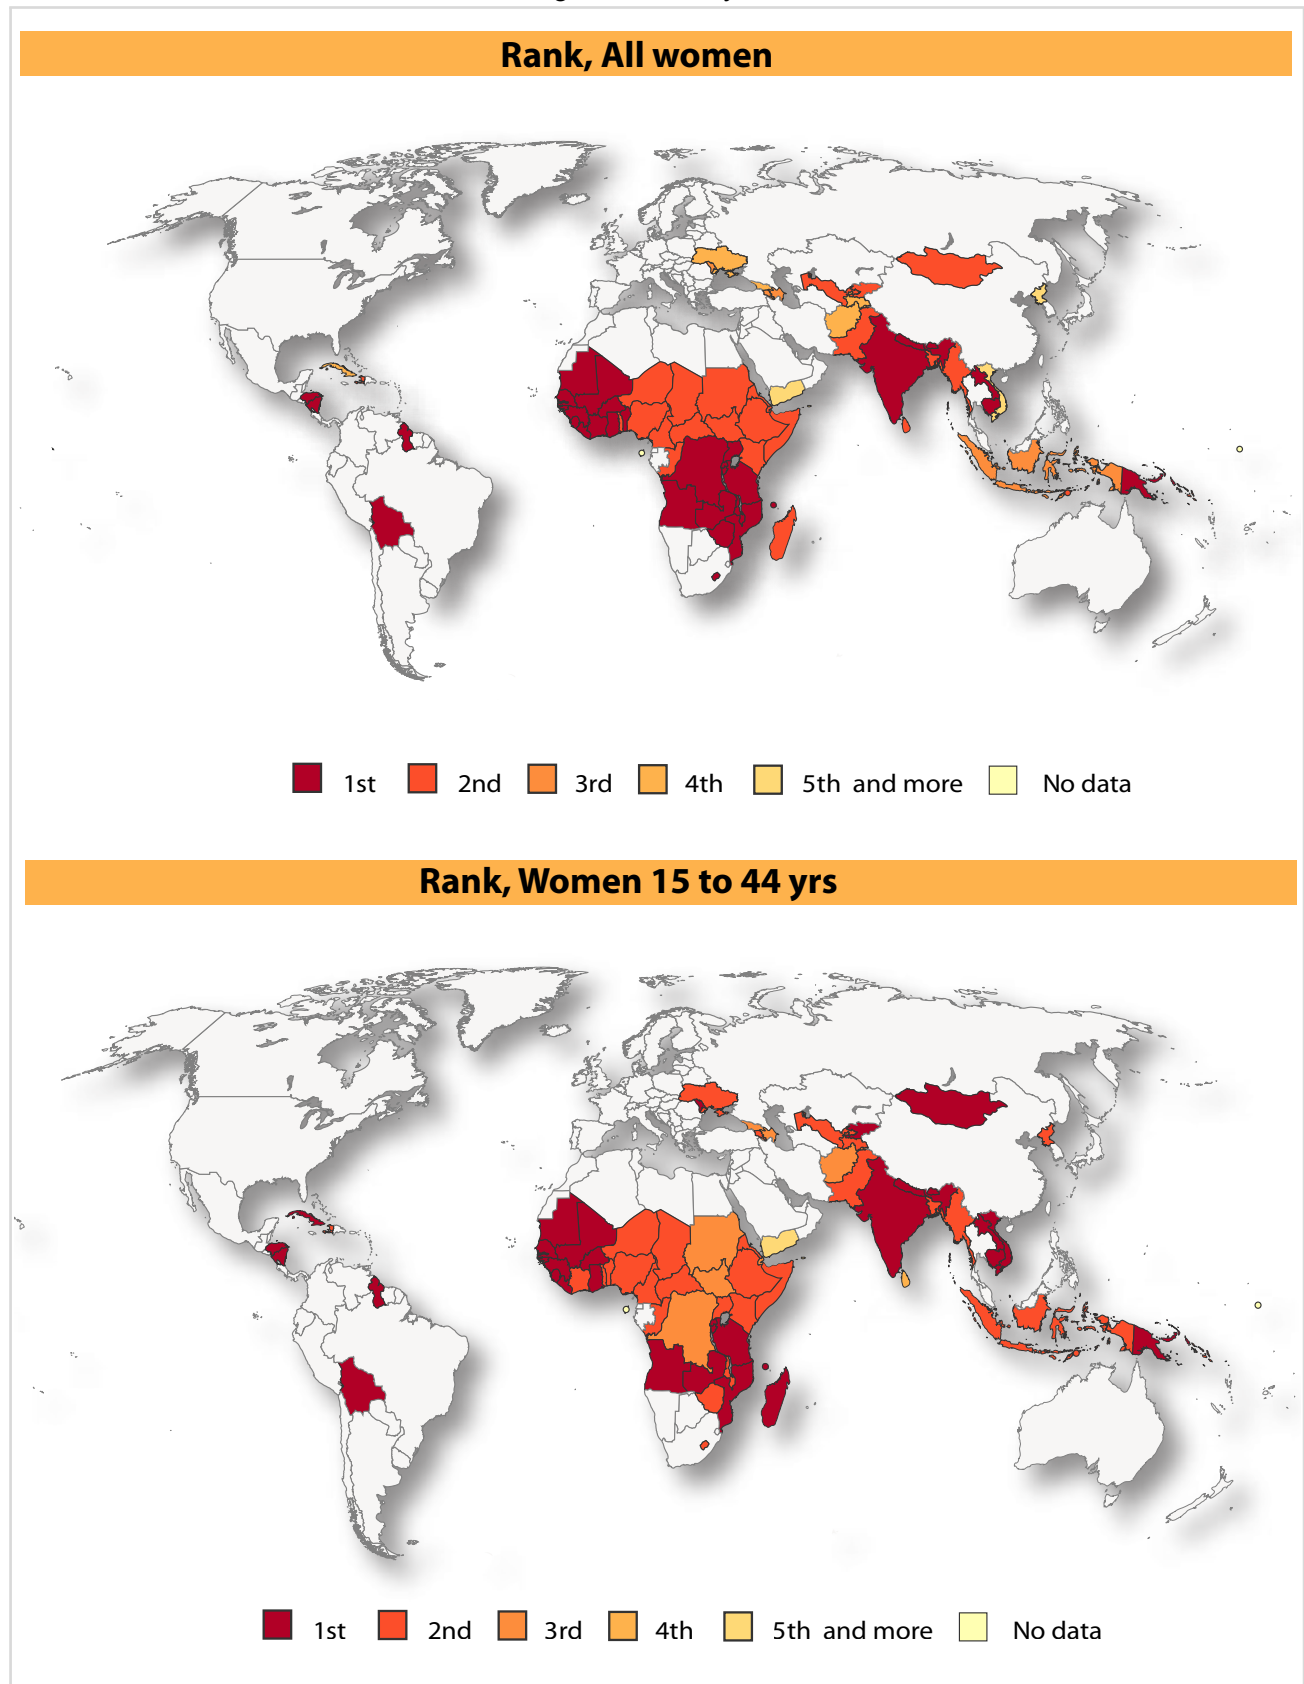 Rank, All women
1st 2nd 3rd 4th 5th and more No data
Rank, Women 15 to 44 yrs
1st 2nd 3rd 4th 5th and more No data